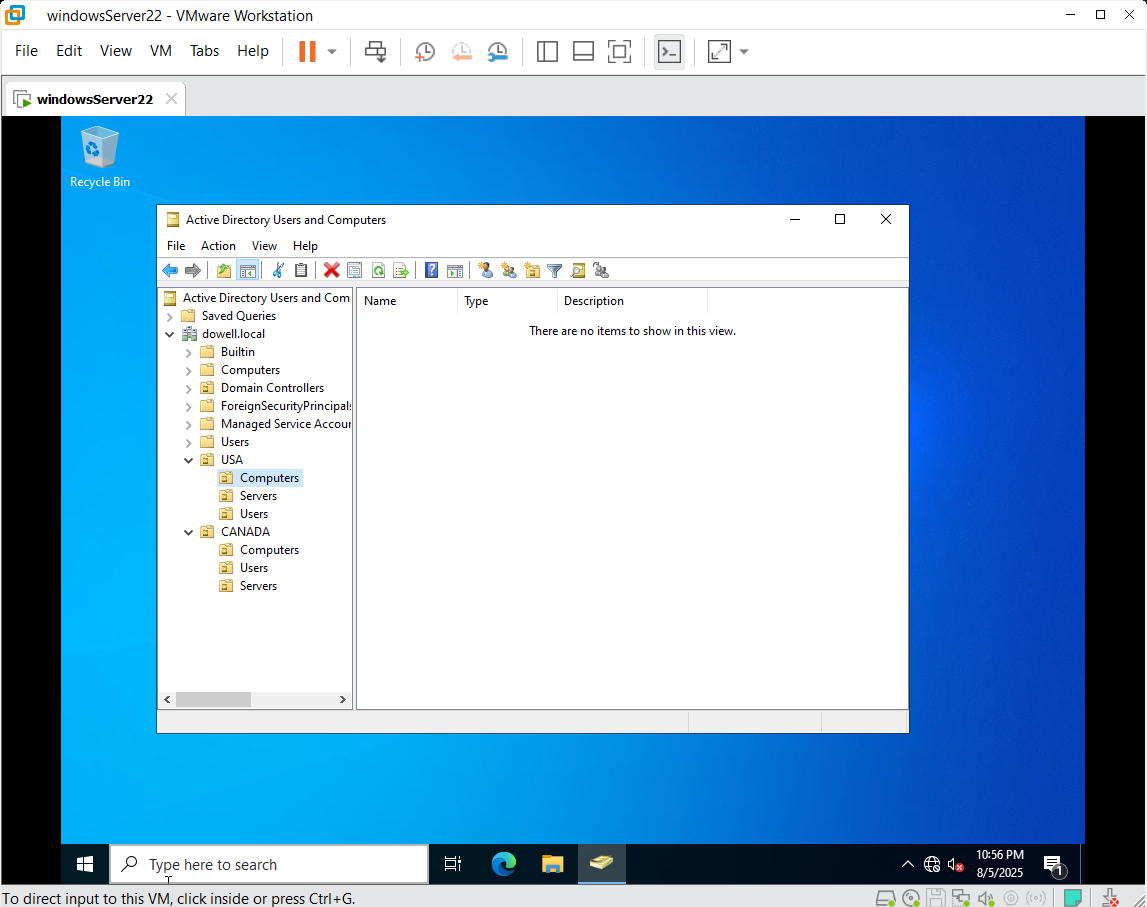 windowsServer22 - VMware Workstation
File Edit View VM Tabs Help
windowsServer22
Recycle Bin
Active Directory Users and Computers
File Action View Help
Active Directory Users and Com
Saved Queries
dowell.local
Builtin
Computers
Domain Controllers
ForeignSecurityPrincipals
Managed Service Accour
Users
USA
Computers
Servers
Users
CANADA
Computers
Users
Servers
Name Type Description
There are no items to show in this view.
Type here to search
10:56 PM
8/5/2025
1
To direct input to this VM, click inside or press Ctrl+G.